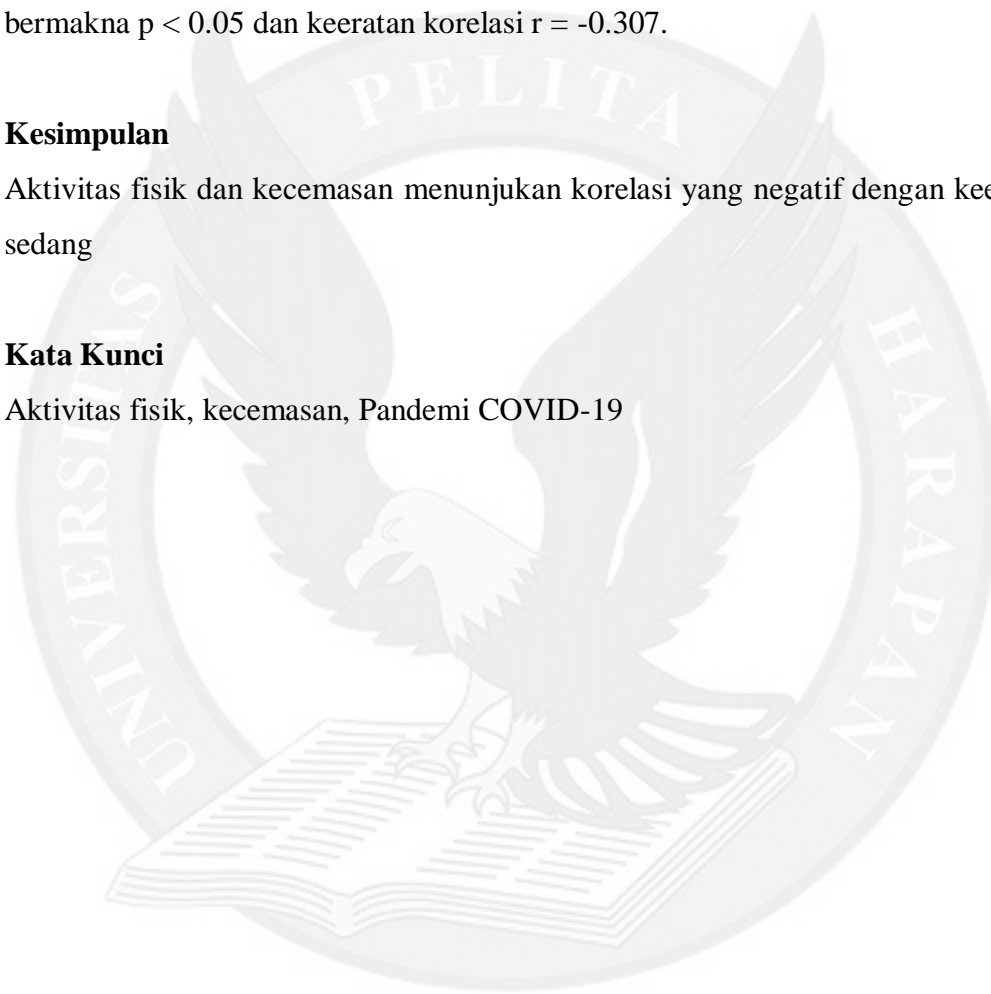 bermakna p < 0.05 dan keeratan korelasi r = -0.307.
Kesimpulan
Aktivitas fisik dan kecemasan menunjukan korelasi yang negatif dengan
sedang
Kata Kunci
Aktivitas fisik, kecemasan, Pandemi COVID-19
UNIVERSITAS PELITA HARAPAN